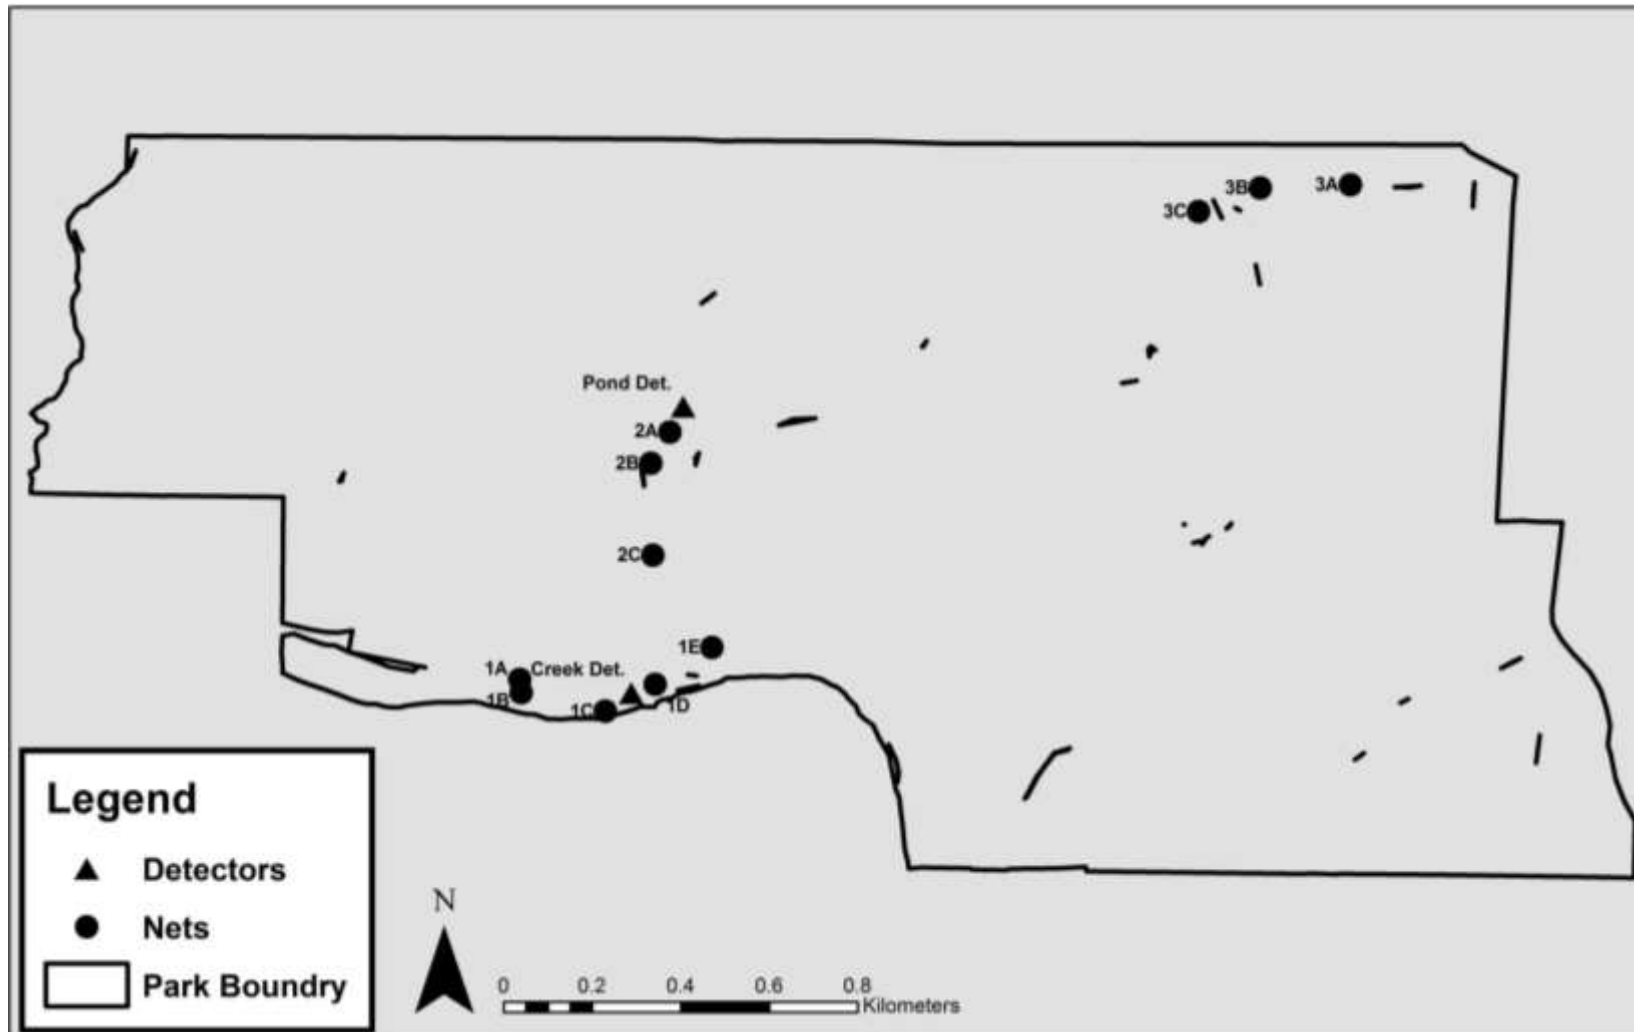 3B
3A
3C
Pond Det.
2A
2B
2C
1E
1A
Creek Det.
1B
1C
1D
Legend
Detectors
Nets
Park Boundry
N
0 0.2 0.4 0.6 0.8
Kilometers